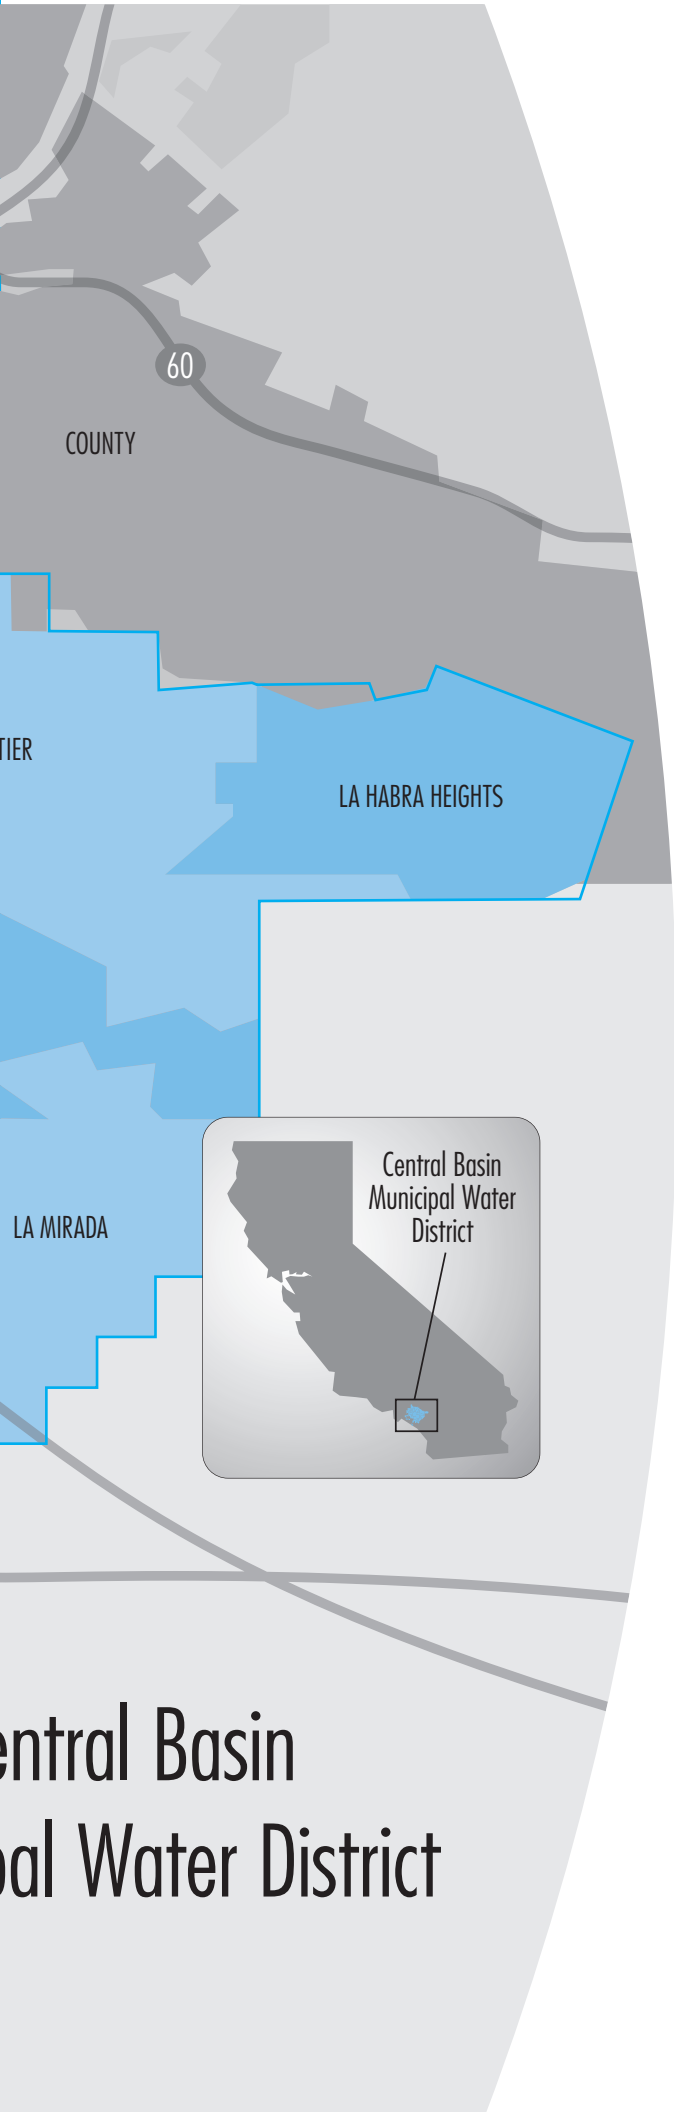 60
COUNTY
TIER
LA HABRA HEIGHTS
Central Basin
Municipal Water
District
LA MIRADA
entral Basin
pal Water District